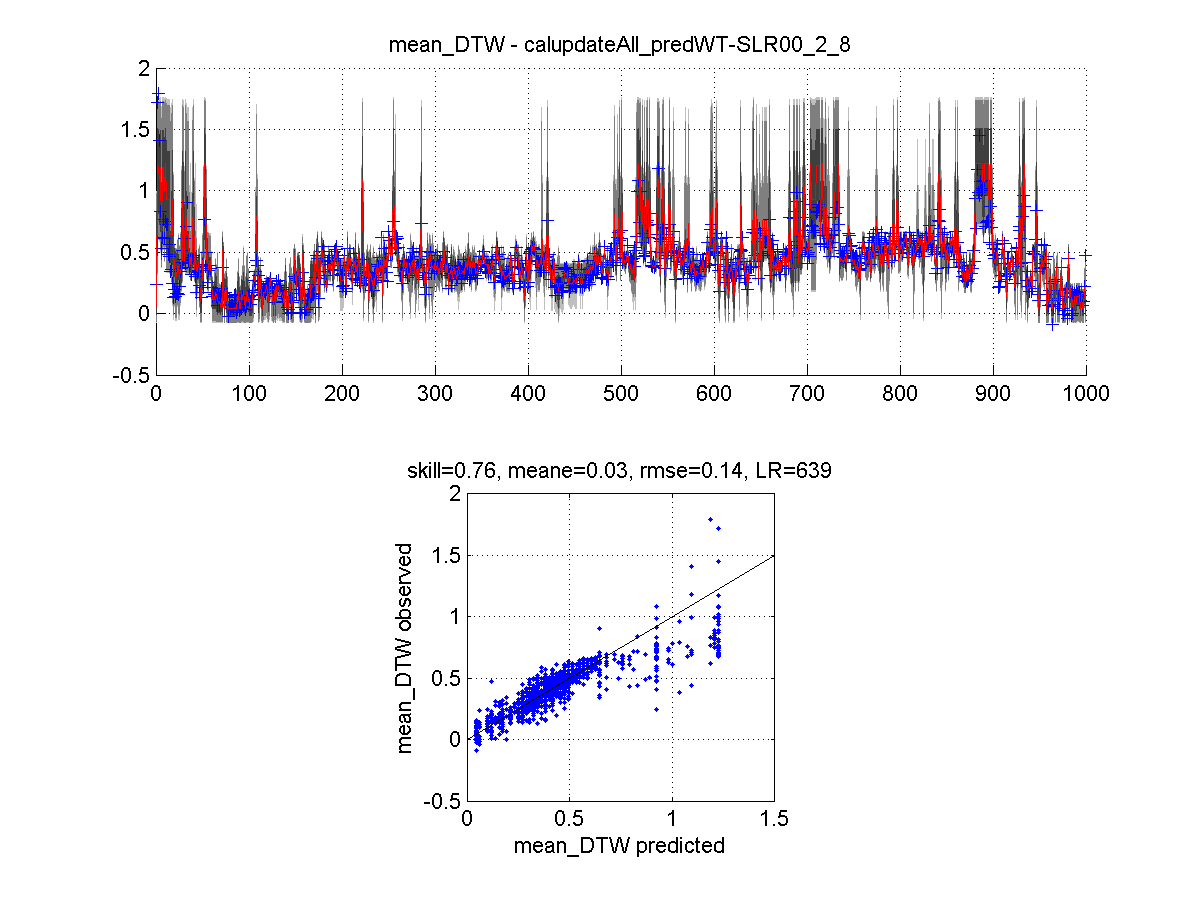 mean_DTW - calupdateAll_predWT-SLR00_2_8
2
1.5
1
0.5
0
-0.5
0 100 200 300 400 500 600 700 800 900 1000
skill=0.76, meane=0.03, rmse=0.14, LR=639
mean_DTW observed
2
1.5
1
0.5
0
-0.5
0 0.5 1 1.5
mean_DTW predicted